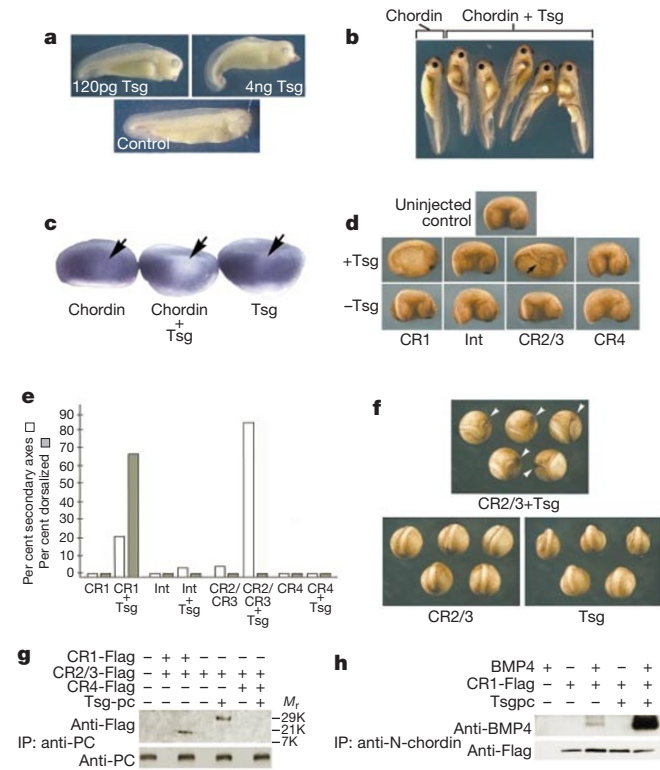 a
120pg Tsg
4ng Tsg
Control
b
Chordin
Chordin + Tsg
c
Chordin
Chordin
+
Tsg
Tsg
d
Uninjected
control
+Tsg
–Tsg
CR1
Int
CR2/3
CR4
e
Per cent secondary axes
Per cent dorsalized
90
80
70
60
50
40
30
20
10
0
CR1
CR1
+
Tsg
Int
Int
+
Tsg
CR2/
CR3
CR2/
CR3
+
Tsg
CR4
CR4
+
Tsg
f
CR2/3+Tsg
CR2/3
Tsg
g
CR1-Flag – + + – – – –
CR2/3-Flag – + + + + + +
CR4-Flag – – – – – + +
Tsg-pc – – + – + – +
Mr
Anti-Flag
–29K
–21K
–7K
IP: anti-PC
Anti-PC
h
BMP4 + – + – +
CR1-Flag – + + + +
Tsgpc – – – + +
Anti-BMP4
IP: anti-N-chordin
Anti-Flag